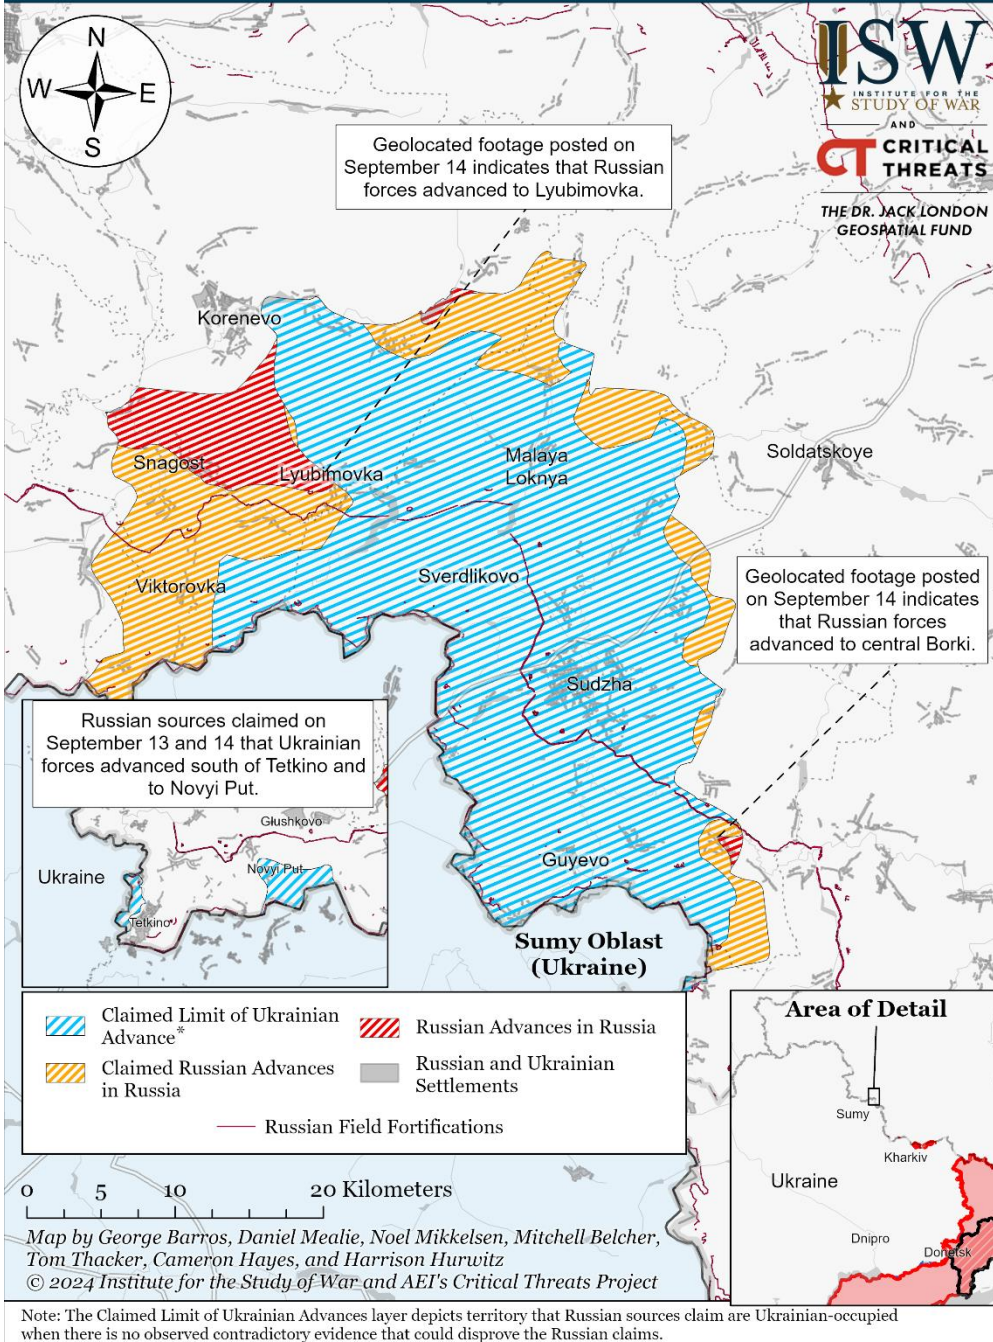 N
W
E
S
ISW
INSTITUTE FOR THE
STUDY OF WAR
AND
CT CRITICAL
THREATS
THE DR. JACK LONDON
GEOSPATIAL FUND
Geolocated footage posted on
September 14 indicates that Russian
forces advanced to Lyubimovka.
Korenevo
Snagost
Lyubimovka
Malaya
Loknya
Soldatskoye
Viktorovka
Sverdlikovo
Geolocated footage posted
on September 14 indicates
that Russian forces
advanced to central Borki.
Sudzha
Russian sources claimed on
September 13 and 14 that Ukrainian
forces advanced south of Tetkino and
to Novyi Put.
Glushkovo
Ukraine
Novyi Put
Tetkino
Guyevo
Sumy Oblast
(Ukraine)
Claimed Limit of Ukrainian
Advance*
Russian Advances in Russia
Claimed Russian Advances
in Russia
Russian and Ukrainian
Settlements
Russian Field Fortifications
Area of Detail
Sumy
Kharkiv
Ukraine
Dnipro
Donetsk
0 5 10 20 Kilometers
Map by George Barros, Daniel Mealie, Noel Mikkelsen, Mitchell Belcher,
Tom Thacker, Cameron Hayes, and Harrison Hurwitz
© 2024 Institute for the Study of War and AEI's Critical Threats Project
Note: The Claimed Limit of Ukrainian Advances layer depicts territory that Russian sources claim are Ukrainian-occupied
when there is no observed contradictory evidence that could disprove the Russian claims.